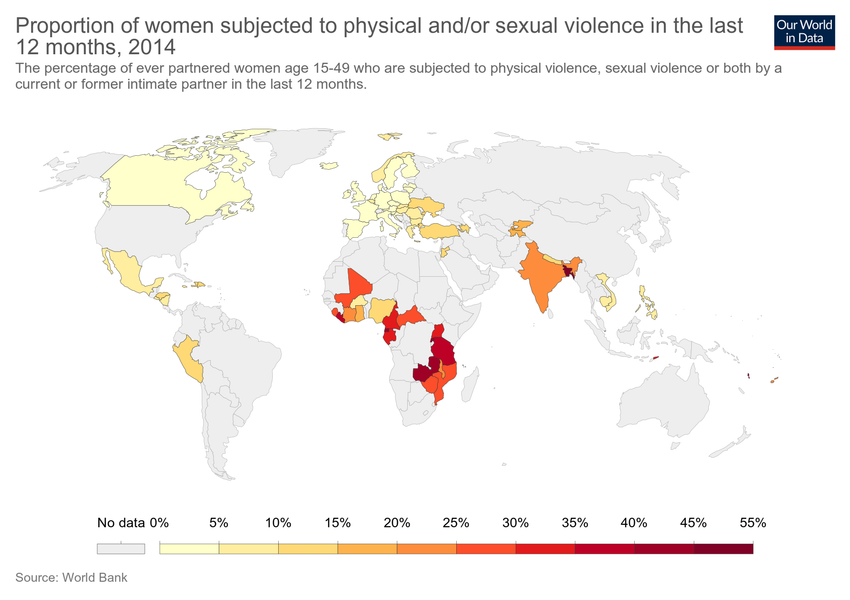 Proportion of women subjected to physical and/or sexual violence in the last
12 months, 2014
Our World
in Data
The percentage of ever partnered women age 15-49 who are subjected to physical violence, sexual violence or both by a
current or former intimate partner in the last 12 months.
No data 0% 5% 10% 15% 20% 25% 30% 35% 40% 45% 55%
Source: World Bank